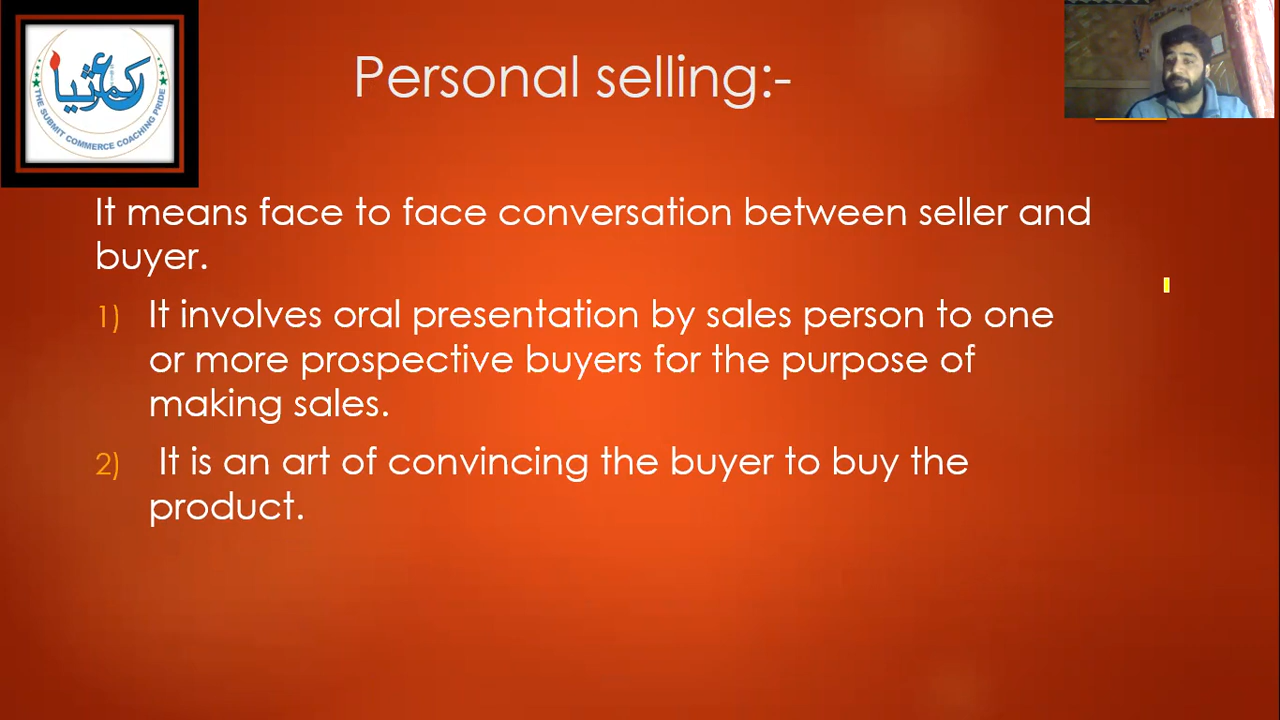 Personal selling:-
THE SUBMIT COMMERCE COACHING PRIDE
It means face to face conversation between seller and
buyer.
1) It involves oral presentation by sales person to one
or more prospective buyers for the purpose of
making sales.
2) It is an art of convincing the buyer to buy the
product.